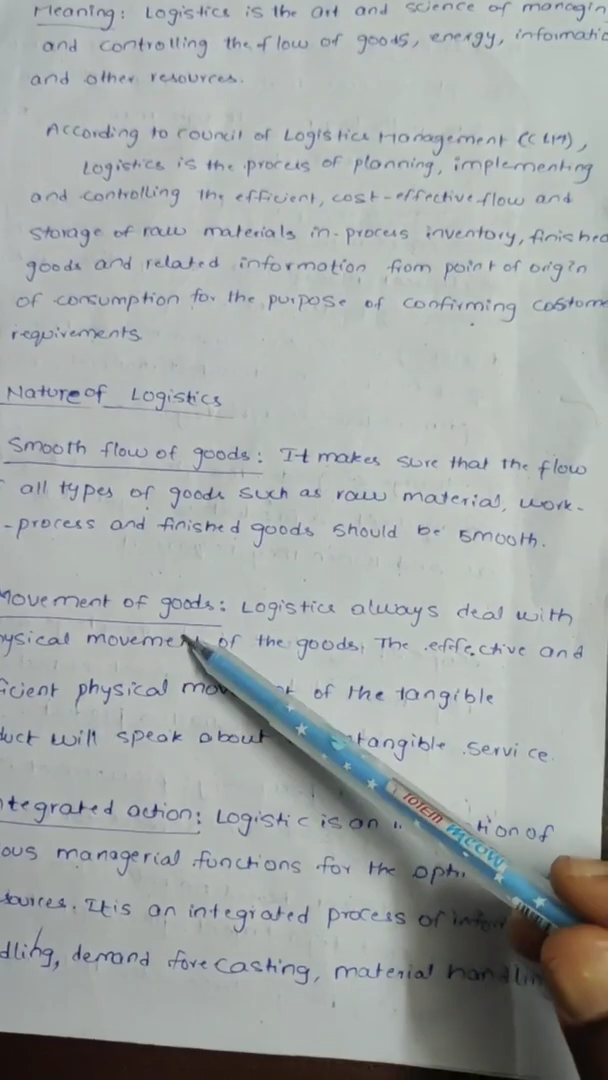 Meaning: Logistics is the art and science of managin
and controlling the flow of goods, energy, informatio
and other resources.
According to council of Logistics Management (CLM),
Logistics is the process of planning, implementing
and controlling the efficient, cost-effective flow and
storage of raw materials in-process inventory, finished
goods and related information from point of origin
of consumption for the purpose of confirming custome
requirements
Nature of Logistics
Smooth flow of goods: It makes sure that the flow
all types of goods such as raw material, work-
-process and finished goods should be smooth.
Movement of goods: Logistics always deal with
ysical movement of the goods. The effective and
icient physical mov of the tangible
duct will speak about tangible service.
ntegrated action: Logistic is an tion of
ious managerial functions for the opti
sources. It is an integrated process of infor
dling, demand forecasting, material handlin
TOTEM MEOW